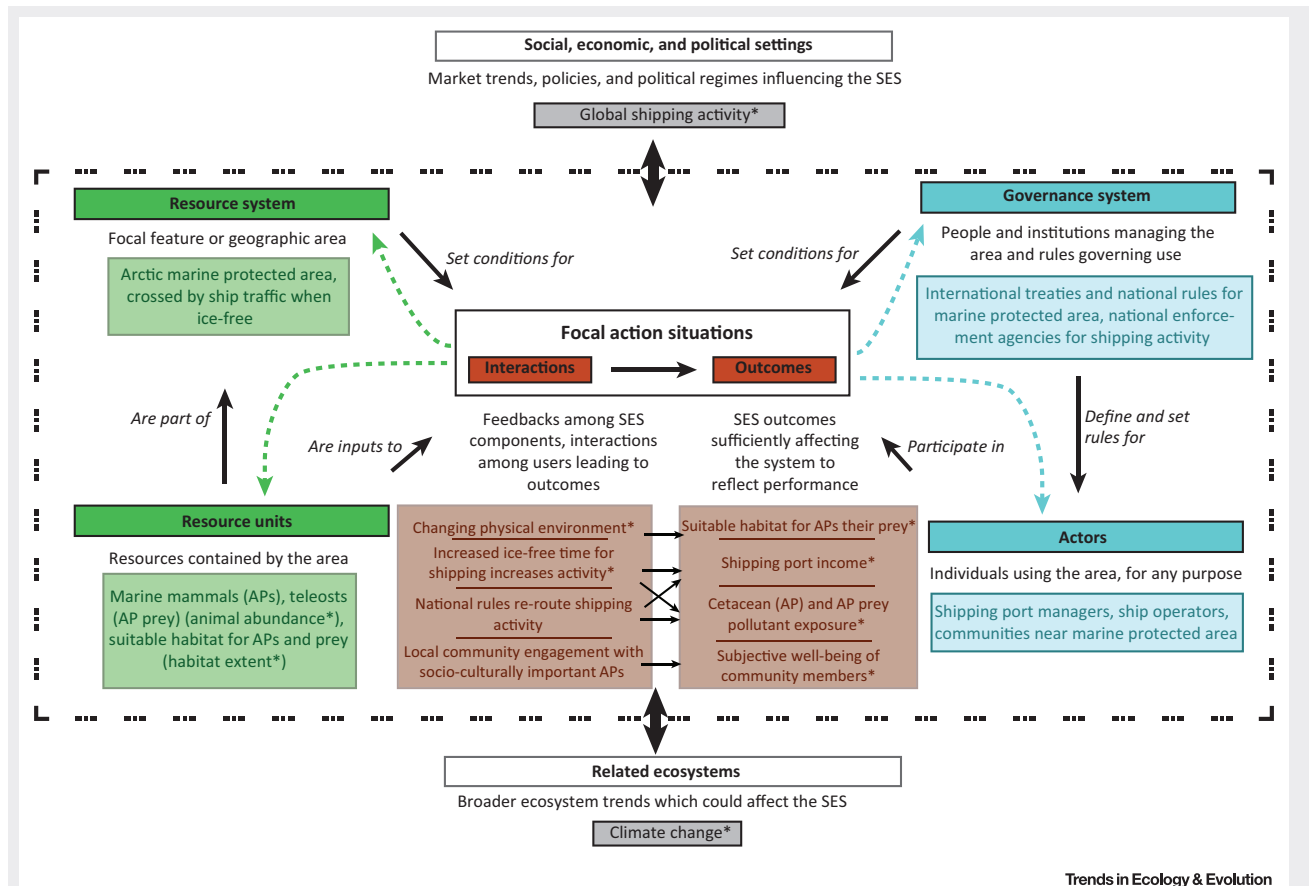 Social, economic, and political settings
Market trends, policies, and political regimes influencing the SES
Global shipping activity*
Resource system
Focal feature or geographic area
Arctic marine protected area,
crossed by ship traffic when
ice-free
Set conditions for
Set conditions for
Governance system
People and institutions managing the
area and rules governing use
International treaties and national rules for
marine protected area, national enforce-
ment agencies for shipping activity
Focal action situations
Interactions
Outcomes
Are part of
Are inputs to
Feedbacks among SES
components, interactions
among users leading to
outcomes
SES outcomes
sufficiently affecting
the system to
reflect performance
Participate in
Define and set
rules for
Resource units
Resources contained by the area
Marine mammals (APs), teleosts
(AP prey) (animal abundance*),
suitable habitat for APs and prey
(habitat extent*)
Changing physical environment*
Increased ice-free time for
shipping increases activity*
National rules re-route shipping
activity
Local community engagement with
socio-culturally important APs
Suitable habitat for APs their prey*
Shipping port income*
Cetacean (AP) and AP prey
pollutant exposure*
Subjective well-being of
community members*
Actors
Individuals using the area, for any purpose
Shipping port managers, ship operators,
communities near marine protected area
Related ecosystems
Broader ecosystem trends which could affect the SES
Climate change*
Trends in Ecology & Evolution